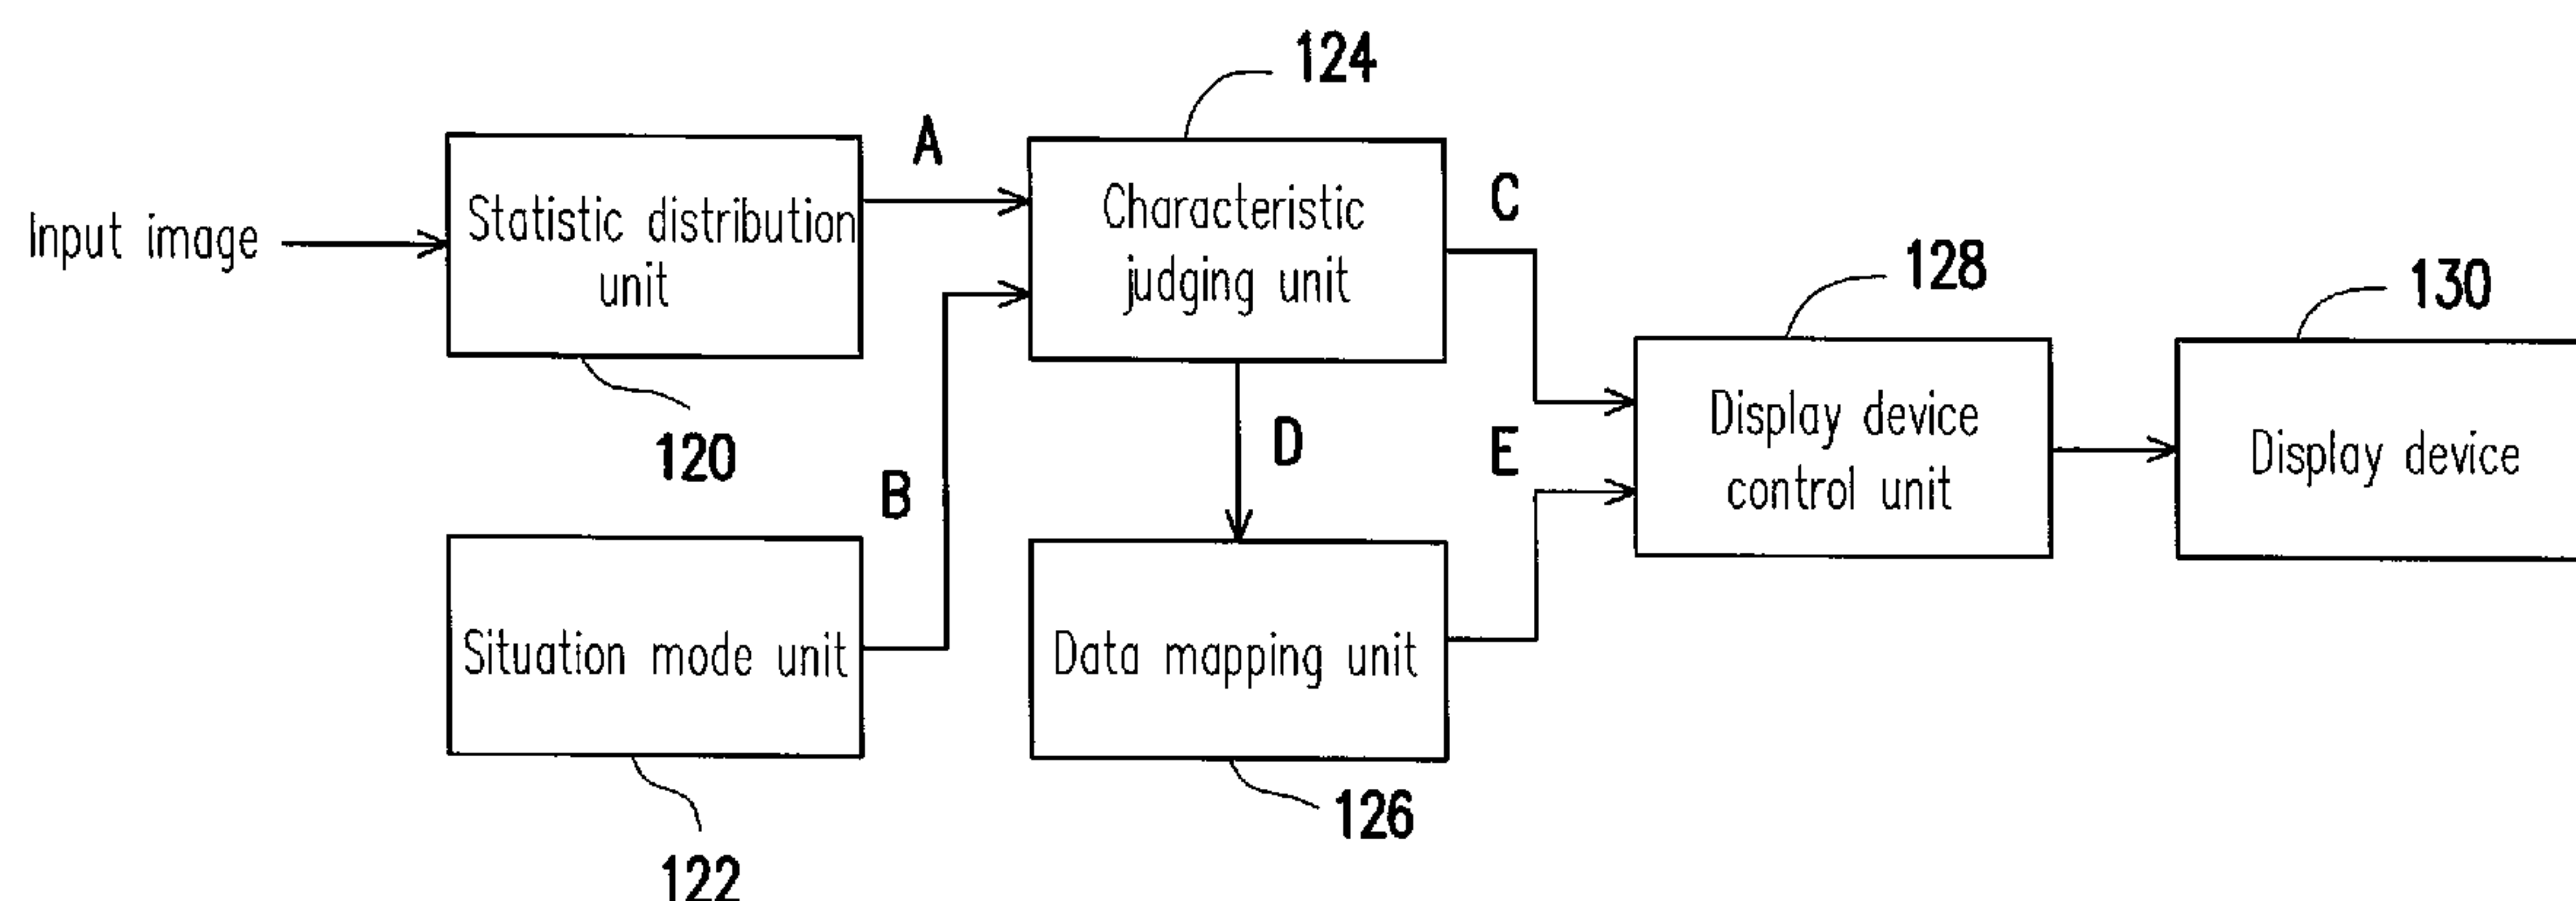 124
A
Characteristic
judging unit
C
Input image
Statistic distribution
unit
128
130
120
B
D
E
Display device
control unit
Display device
Situation mode unit
Data mapping unit
126
122